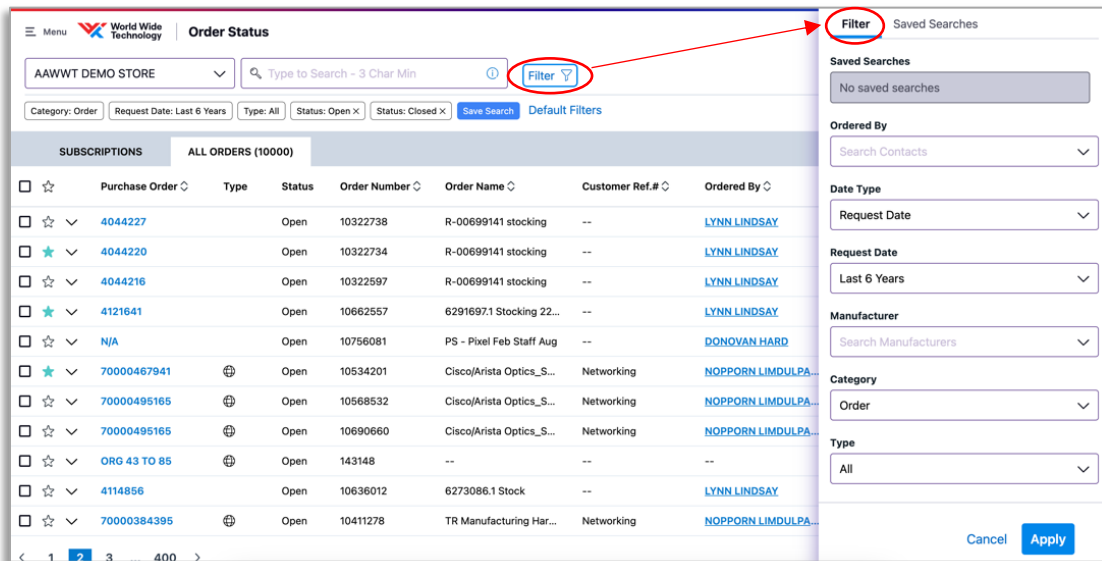 Menu World Wide Technology Order Status
AAWWT DEMO STORE Type to Search - 3 Char Min Filter
Category: Order Request Date: Last 6 Years Type: All Status: Open X Status: Closed X Save Search Default Filters
SUBSCRIPTIONS ALL ORDERS (10000)
Purchase Order Type Status Order Number Order Name Customer Ref.# Ordered By
4044227 Open 10322738 R-00699141 stocking -- LYNN LINDSAY
4044220 Open 10322734 R-00699141 stocking -- LYNN LINDSAY
4044216 Open 10322597 R-00699141 stocking -- LYNN LINDSAY
4121641 Open 10662557 6291697.1 Stocking 22... -- LYNN LINDSAY
N/A Open 10756081 PS - Pixel Feb Staff Aug -- DONOVAN HARD
70000467941 Open 10534201 Cisco/Arista Optics_S... Networking NOPPORN LIMDULPA...
70000495165 Open 10568532 Cisco/Arista Optics_S... Networking NOPPORN LIMDULPA...
70000495165 Open 10690660 Cisco/Arista Optics_S... Networking NOPPORN LIMDULPA...
ORG 43 TO 85 Open 143148 -- -- --
4114856 Open 10636012 6273086.1 Stock -- LYNN LINDSAY
70000384395 Open 10411278 TR Manufacturing Har... Networking NOPPORN LIMDULPA...
< 1 2 3 ... 400 >
Filter Saved Searches
Saved Searches
No saved searches
Ordered By
Search Contacts
Date Type
Request Date
Request Date
Last 6 Years
Manufacturer
Search Manufacturers
Category
Order
Type
All
Cancel Apply